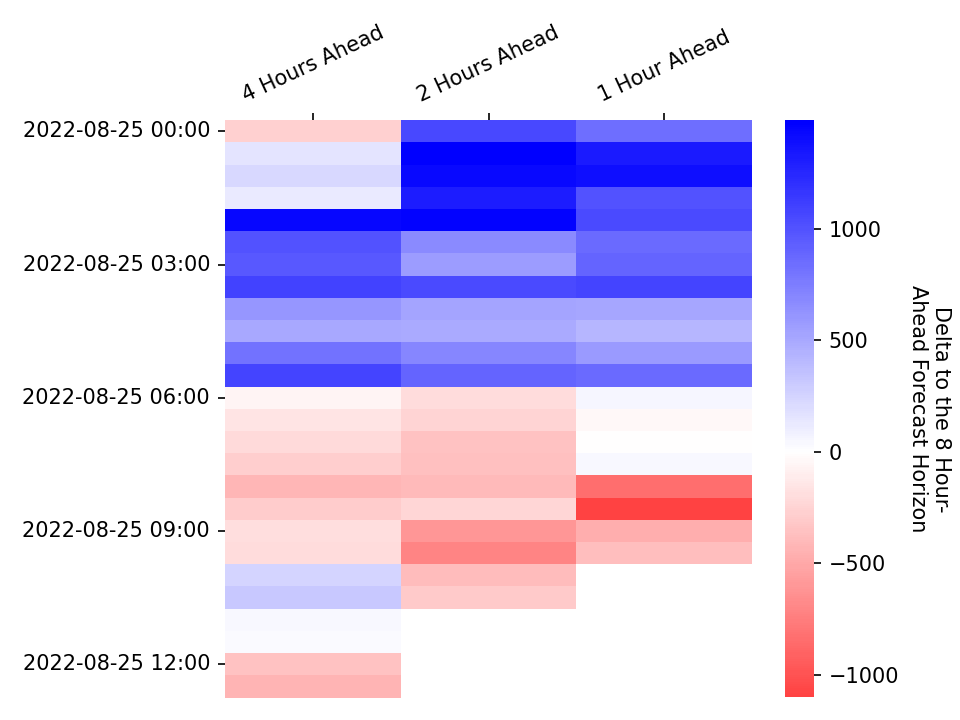 4 Hours Ahead
2 Hours Ahead
1 Hour Ahead
2022-08-25 00:00
2022-08-25 03:00
2022-08-25 06:00
2022-08-25 09:00
2022-08-25 12:00
1000
500
0
−500
−1000
Delta to the 8 Hour-
Ahead Forecast Horizon